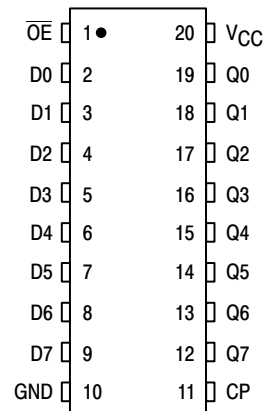 O̅E̅ 1 20 VCC
D0 2 19 Q0
D1 3 18 Q1
D2 4 17 Q2
D3 5 16 Q3
D4 6 15 Q4
D5 7 14 Q5
D6 8 13 Q6
D7 9 12 Q7
GND 10 11 CP